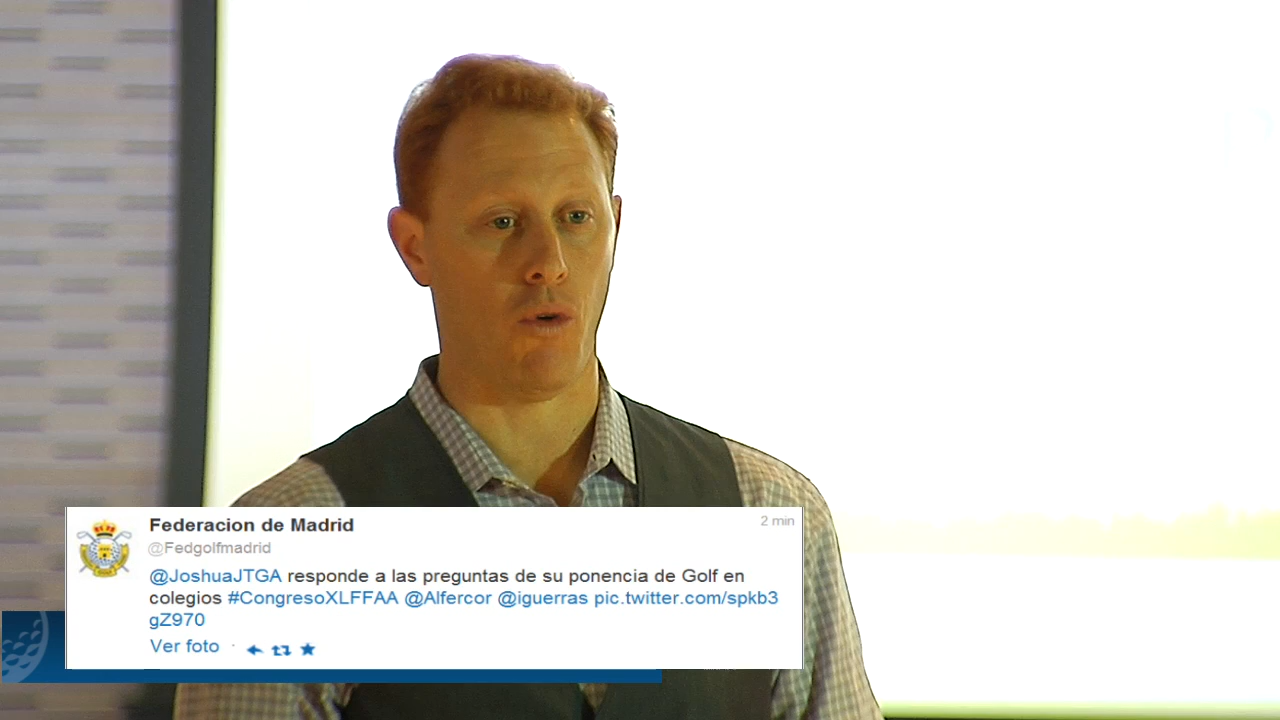 Federacion de Madrid
2 min
@Fedgolfmadrid
@JoshuaJTGA responde a las preguntas de su ponencia de Golf en
colegios #CongresoXLFFAA @Alfercor @iguerras pic.twitter.com/spkb3
gZ970
Ver foto